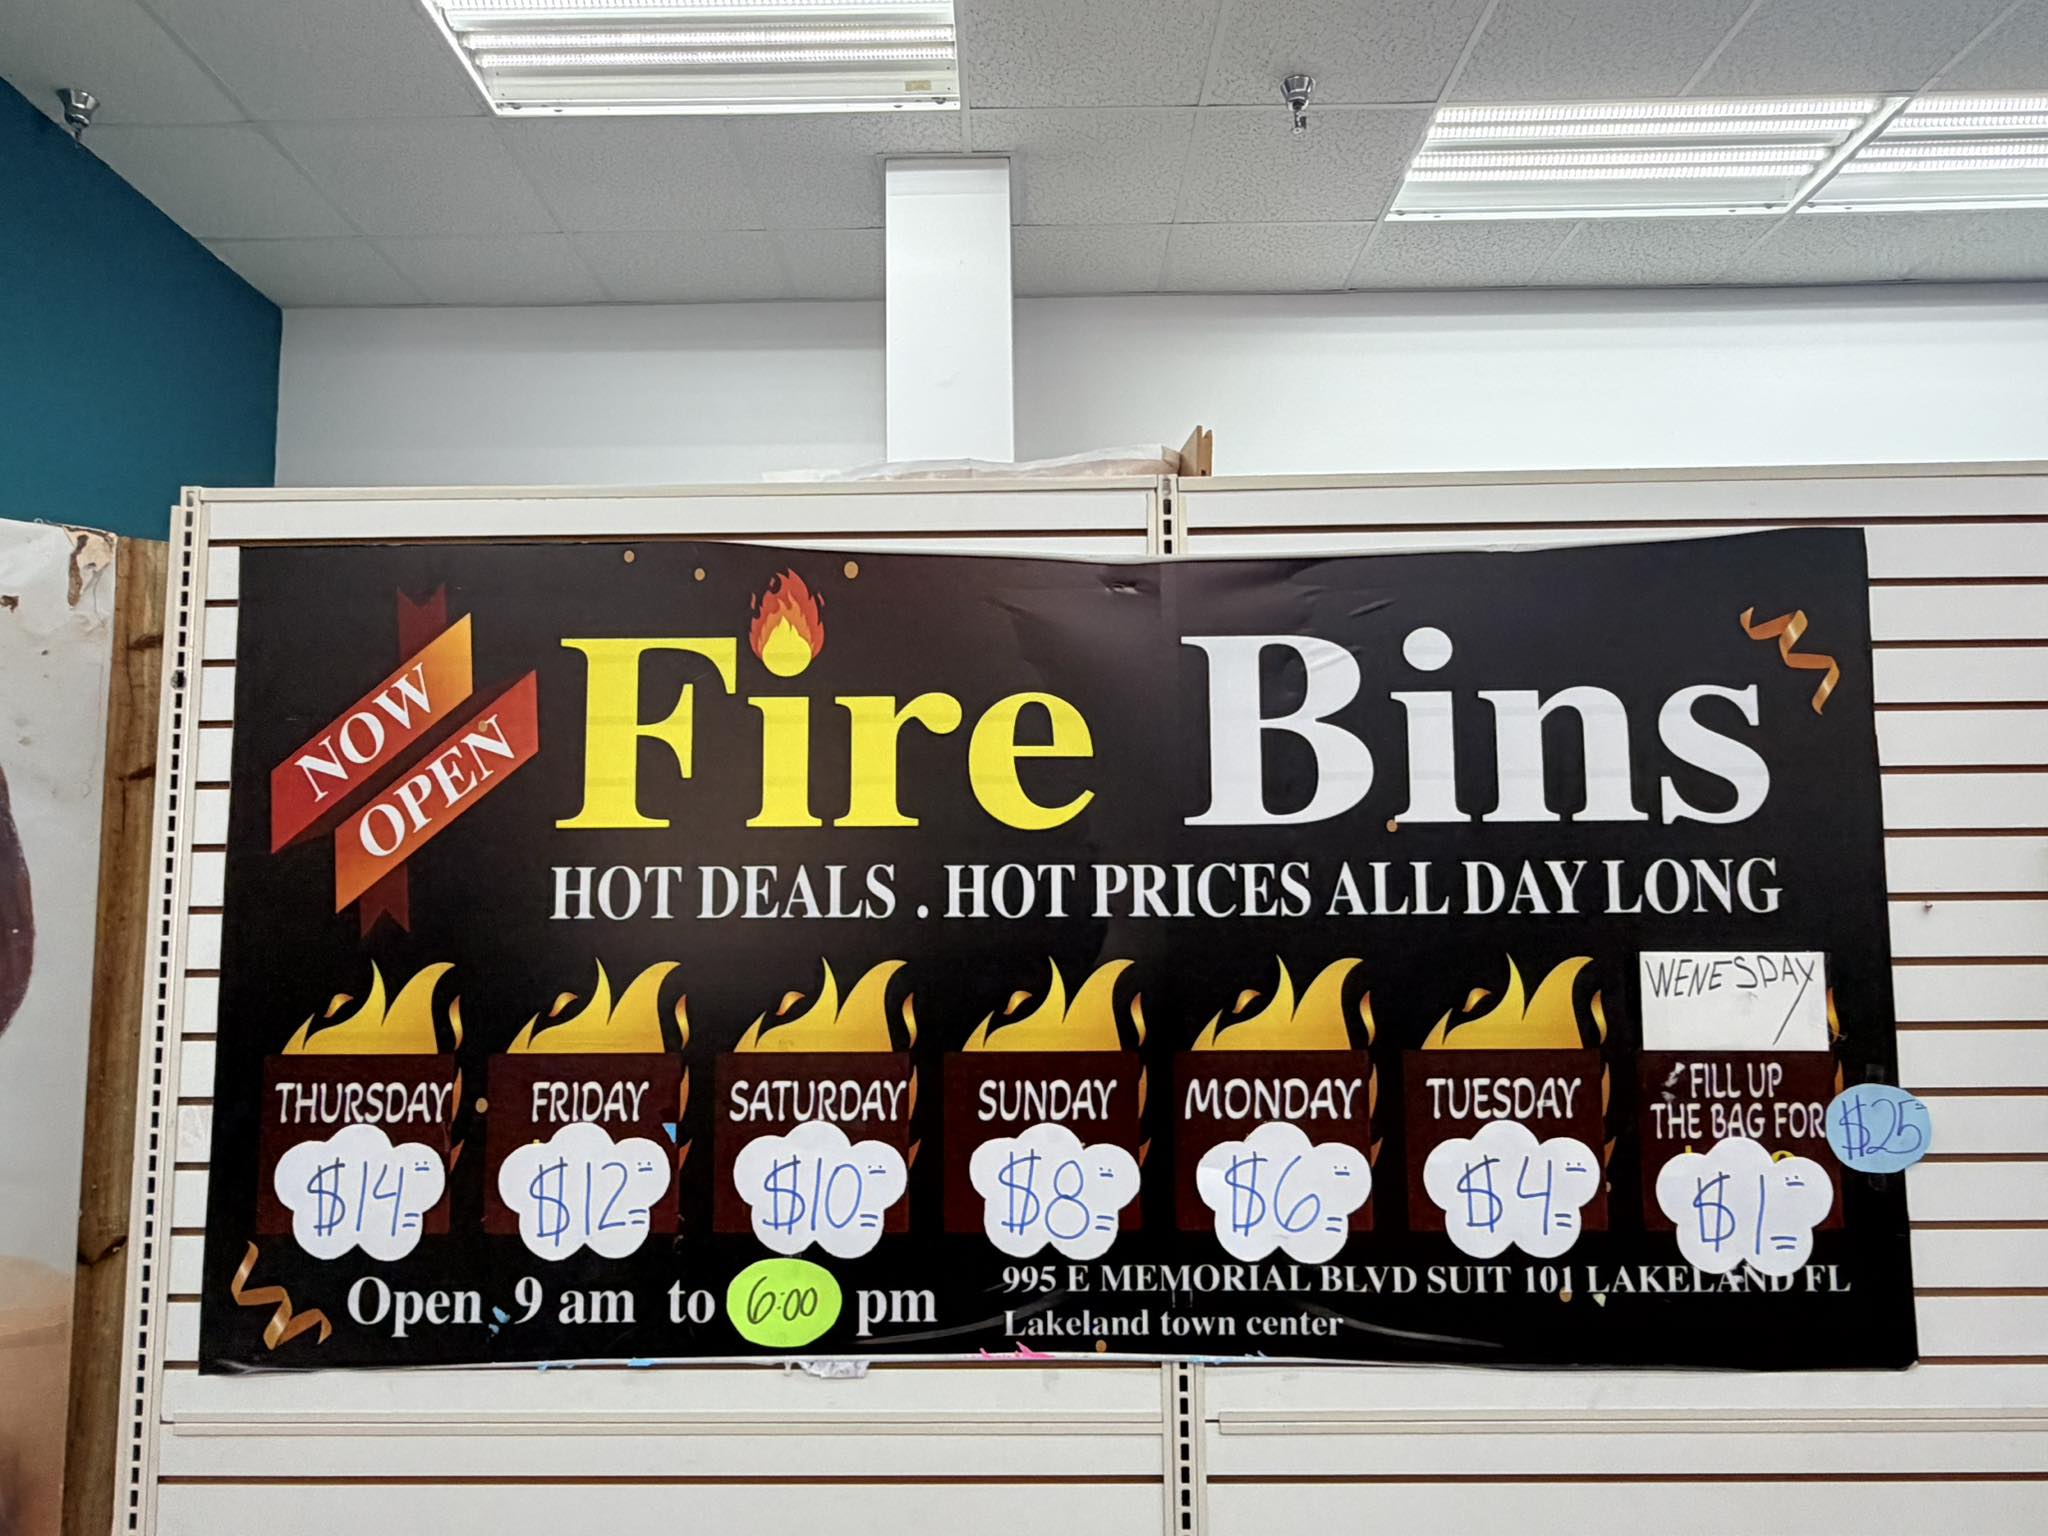 NOW
OPEN
Fire Bins
HOT DEALS . HOT PRICES ALL DAY LONG
THURSDAY
$14=
FRIDAY
$12=
SATURDAY
$10=
SUNDAY
$8=
MONDAY
$6=
TUESDAY
$4=
WENESDAY
FILL UP
THE BAG FOR
$25
$1=
Open 9 am to 6:00 pm
995 E MEMORIAL BLVD SUIT 101 LAKELAND FL
Lakeland town center